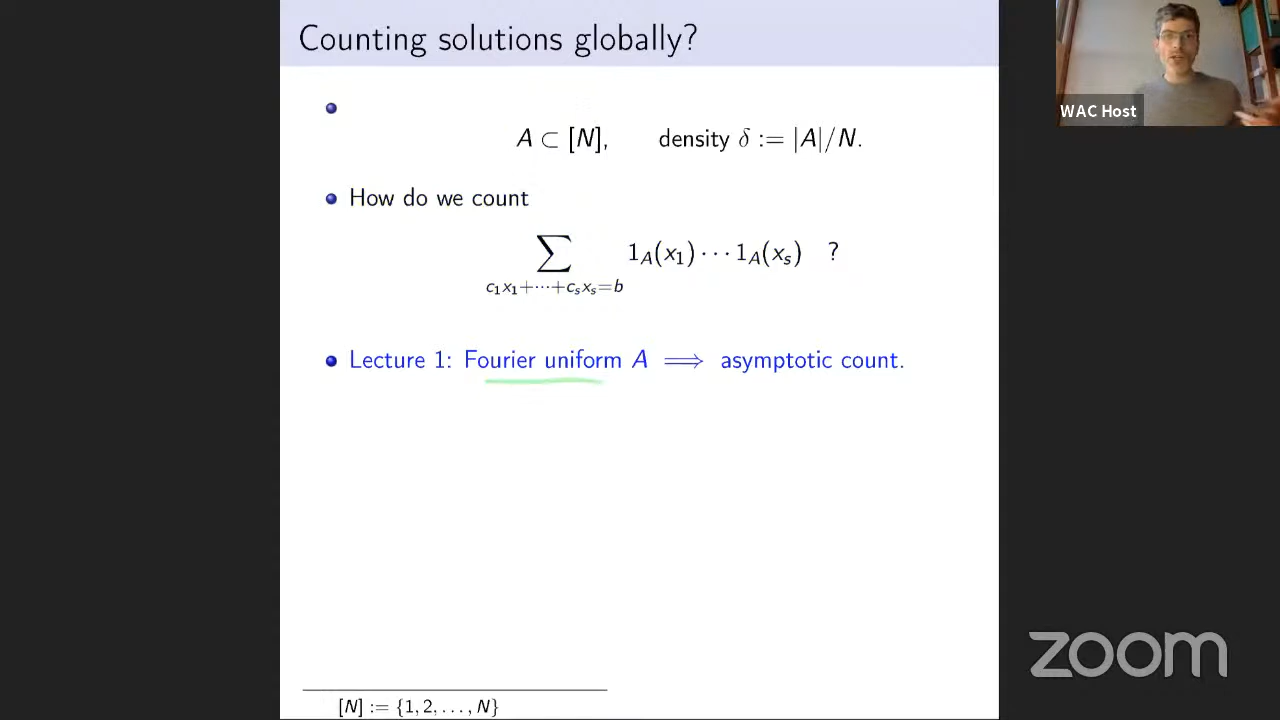 Counting solutions globally?
A ⊂ [N], density δ := |A|/N.
How do we count
∑ 1_A(x_1) ⋯ 1_A(x_s) ?
c_1x_1+⋯+c_sx_s=b
Lecture 1: Fourier uniform A ⟹ asymptotic count.
[N] := {1, 2, . . . , N}
WAC Host
zoom